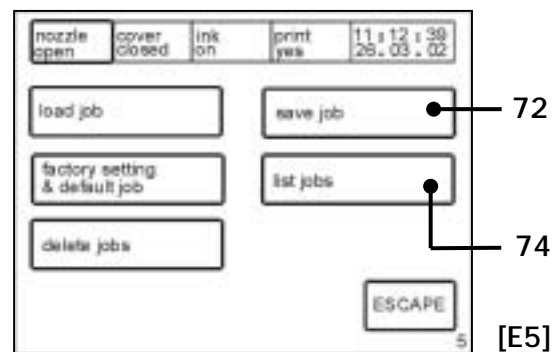 nozzle open cover closed ink on print yes 11:12:39 26.03.02
load job
save job
72
factory setting & default job
list jobs
74
delete jobs
ESCAPE
5
[E5]